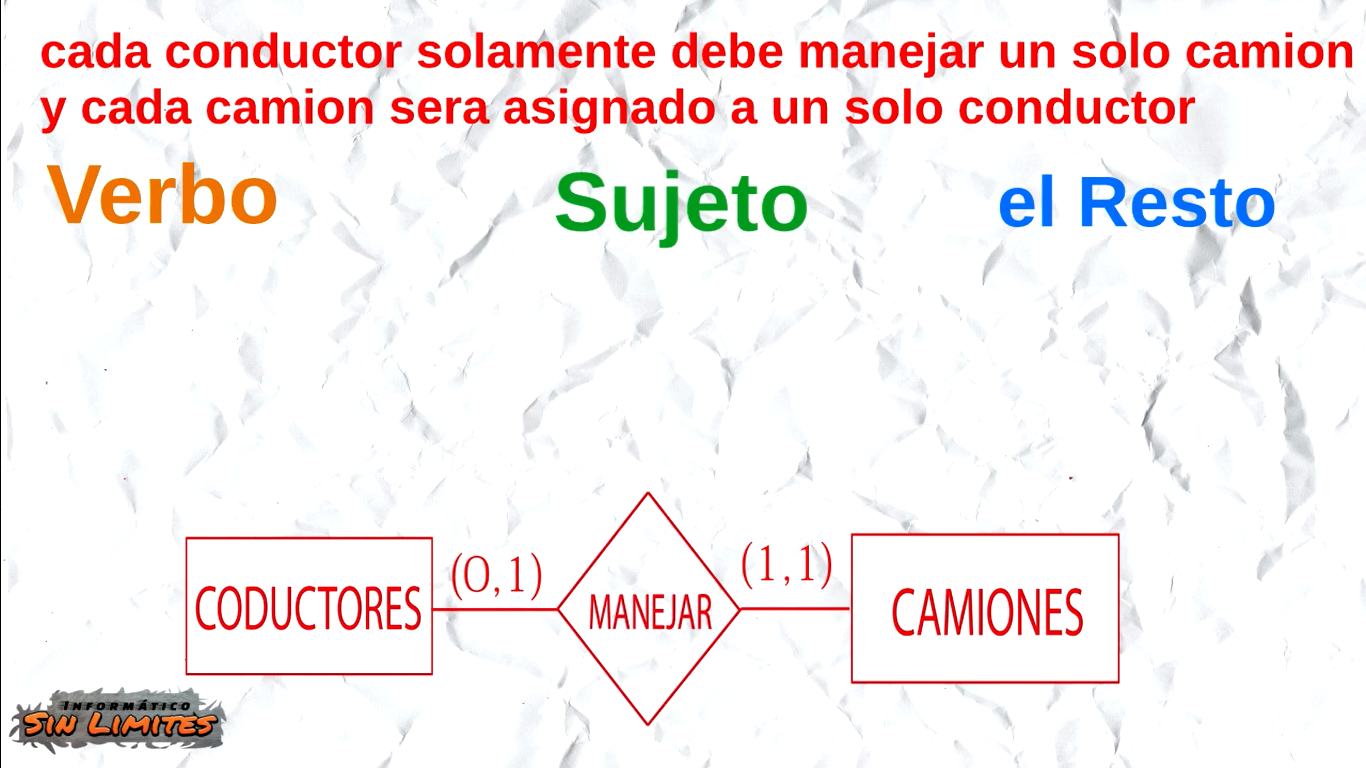 cada conductor solamente debe manejar un solo camion
y cada camion sera asignado a un solo conductor
Verbo Sujeto el Resto
(0,1) (1,1)
CODUCTORES MANEJAR CAMIONES
INFORMÁTICO
SIN LIMITES